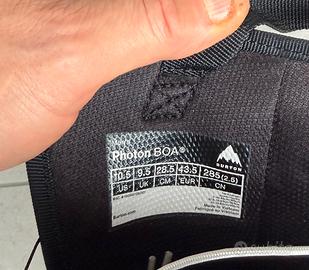 Photon BOA®
BURTON
10.5 9.5 28.5 43.5 285(2.5)
US UK CM EUR CN
Burton.com